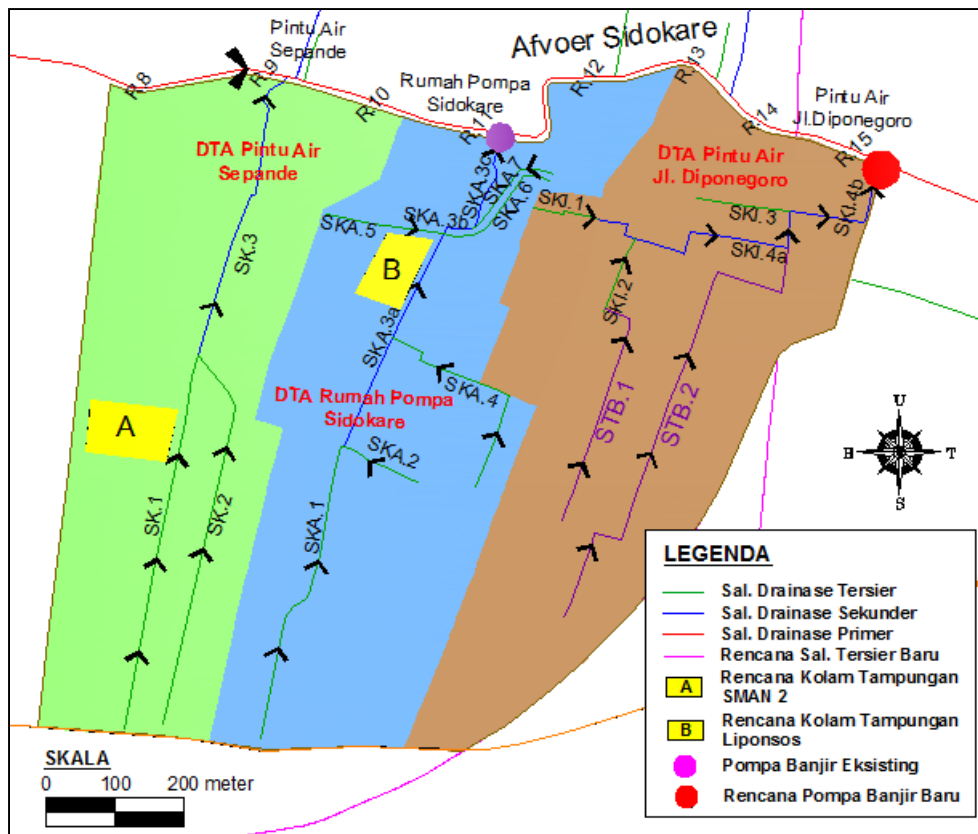 Pintu Air
Sepande
Afvoer Sidokare
R.8
R.9
R.10
Rumah Pompa
Sidokare
R.11
R.12
R.13
R.14
Pintu Air
Jl.Diponegoro
R.15
DTA Pintu Air
Sepande
DTA Pintu Air
Jl. Diponegoro
SKA.3c
SKA.7
SKA.6
SKA.5
SKA.3b
SKI.1
SKI.3
SKI.4b
SKI.4a
SK.3
B
SKA.3a
SKI.2
DTA Rumah Pompa
Sidokare
SKA.4
A
SKA.2
STB.1
STB.2
SK.1
SK.2
SKA.1
U
B
T
S
SKALA
0 100 200 meter
LEGENDA
Sal. Drainase Tersier
Sal. Drainase Sekunder
Sal. Drainase Primer
Rencana Sal. Tersier Baru
A Rencana Kolam Tampungan
SMAN 2
B Rencana Kolam Tampungan
Liponsos
Pompa Banjir Eksisting
Rencana Pompa Banjir Baru